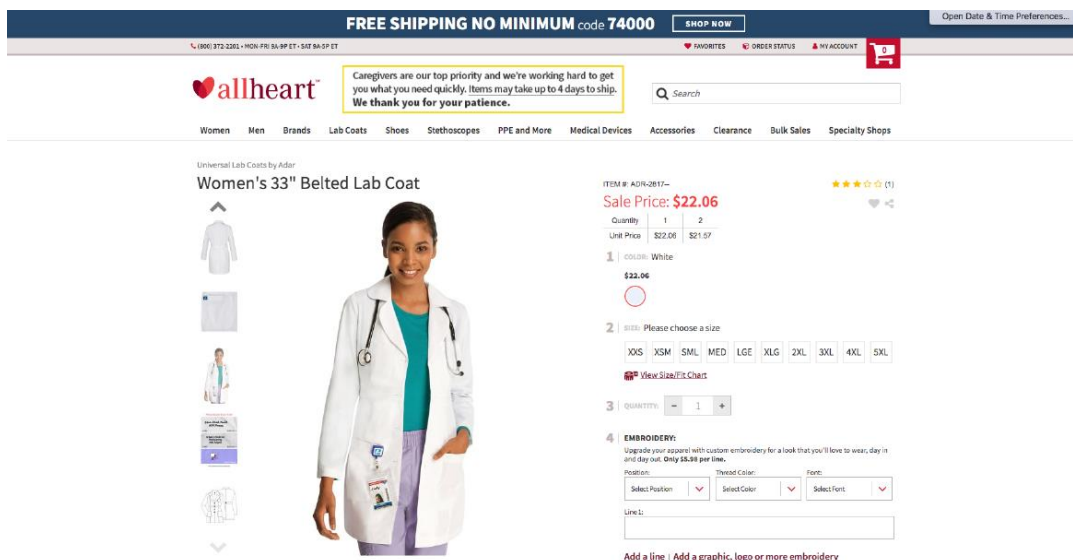 Open Date & Time Preferences...
FREE SHIPPING NO MINIMUM code 74000 SHOP NOW
(800) 372-2201 • MON-FRI 9A-9P ET • SAT 9A-5P ET
FAVORITES ORDER STATUS MY ACCOUNT 0
allheart™
Caregivers are our top priority and we're working hard to get
you what you need quickly. Items may take up to 4 days to ship.
We thank you for your patience.
Search
Women Men Brands Lab Coats Shoes Stethoscopes PPE and More Medical Devices Accessories Clearance Bulk Sales Specialty Shops
Universal Lab Coats by Adar
Women's 33" Belted Lab Coat
ITEM #: ADR-2817--
(1)
Sale Price: $22.06
Quantity 1 2
Unit Price $22.06 $21.57
1 COLOR: White
$22.06
2 SIZE: Please choose a size
XXS XSM SML MED LGE XLG 2XL 3XL 4XL 5XL
View Size/Fit Chart
3 QUANTITY: - 1 +
4 EMBROIDERY:
Upgrade your apparel with custom embroidery for a look that you'll love to wear, day in
and day out. Only $5.98 per line.
Position: Thread Color: Font:
Select Position Select Color Select Font
Line 1:
Add a line | Add a graphic, logo or more embroidery